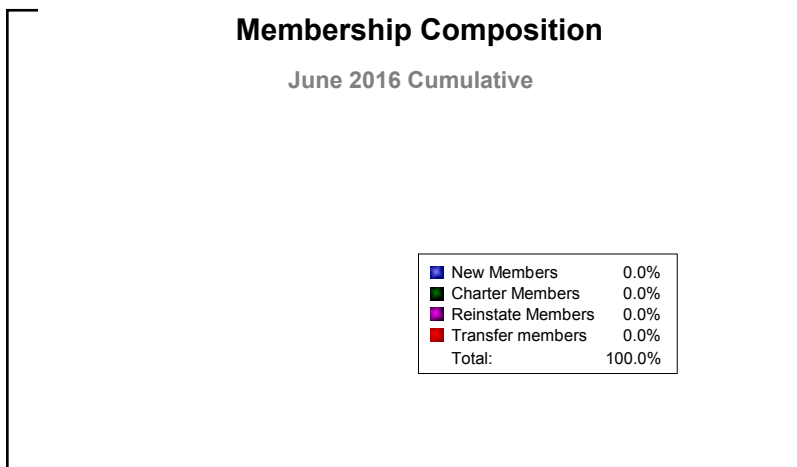 Membership Composition
June 2016 Cumulative
New Members 0.0%
Charter Members 0.0%
Reinstate Members 0.0%
Transfer members 0.0%
Total: 100.0%